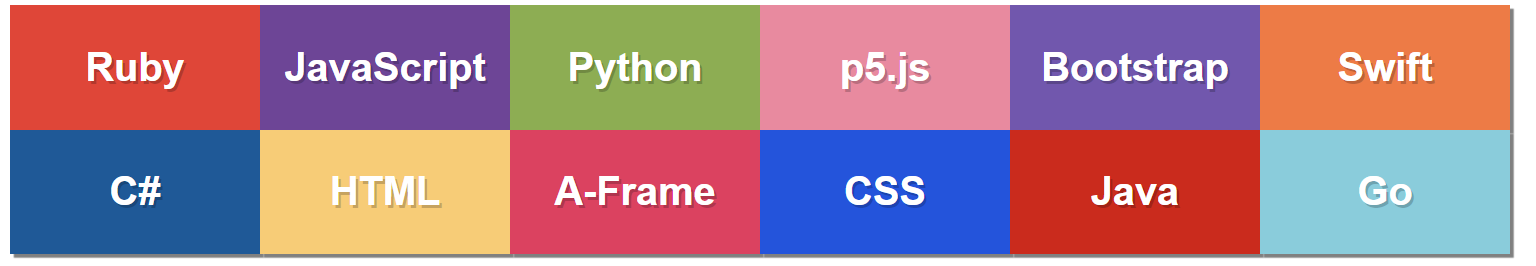 Ruby JavaScript Python p5.js Bootstrap Swift
C# HTML A-Frame CSS Java Go